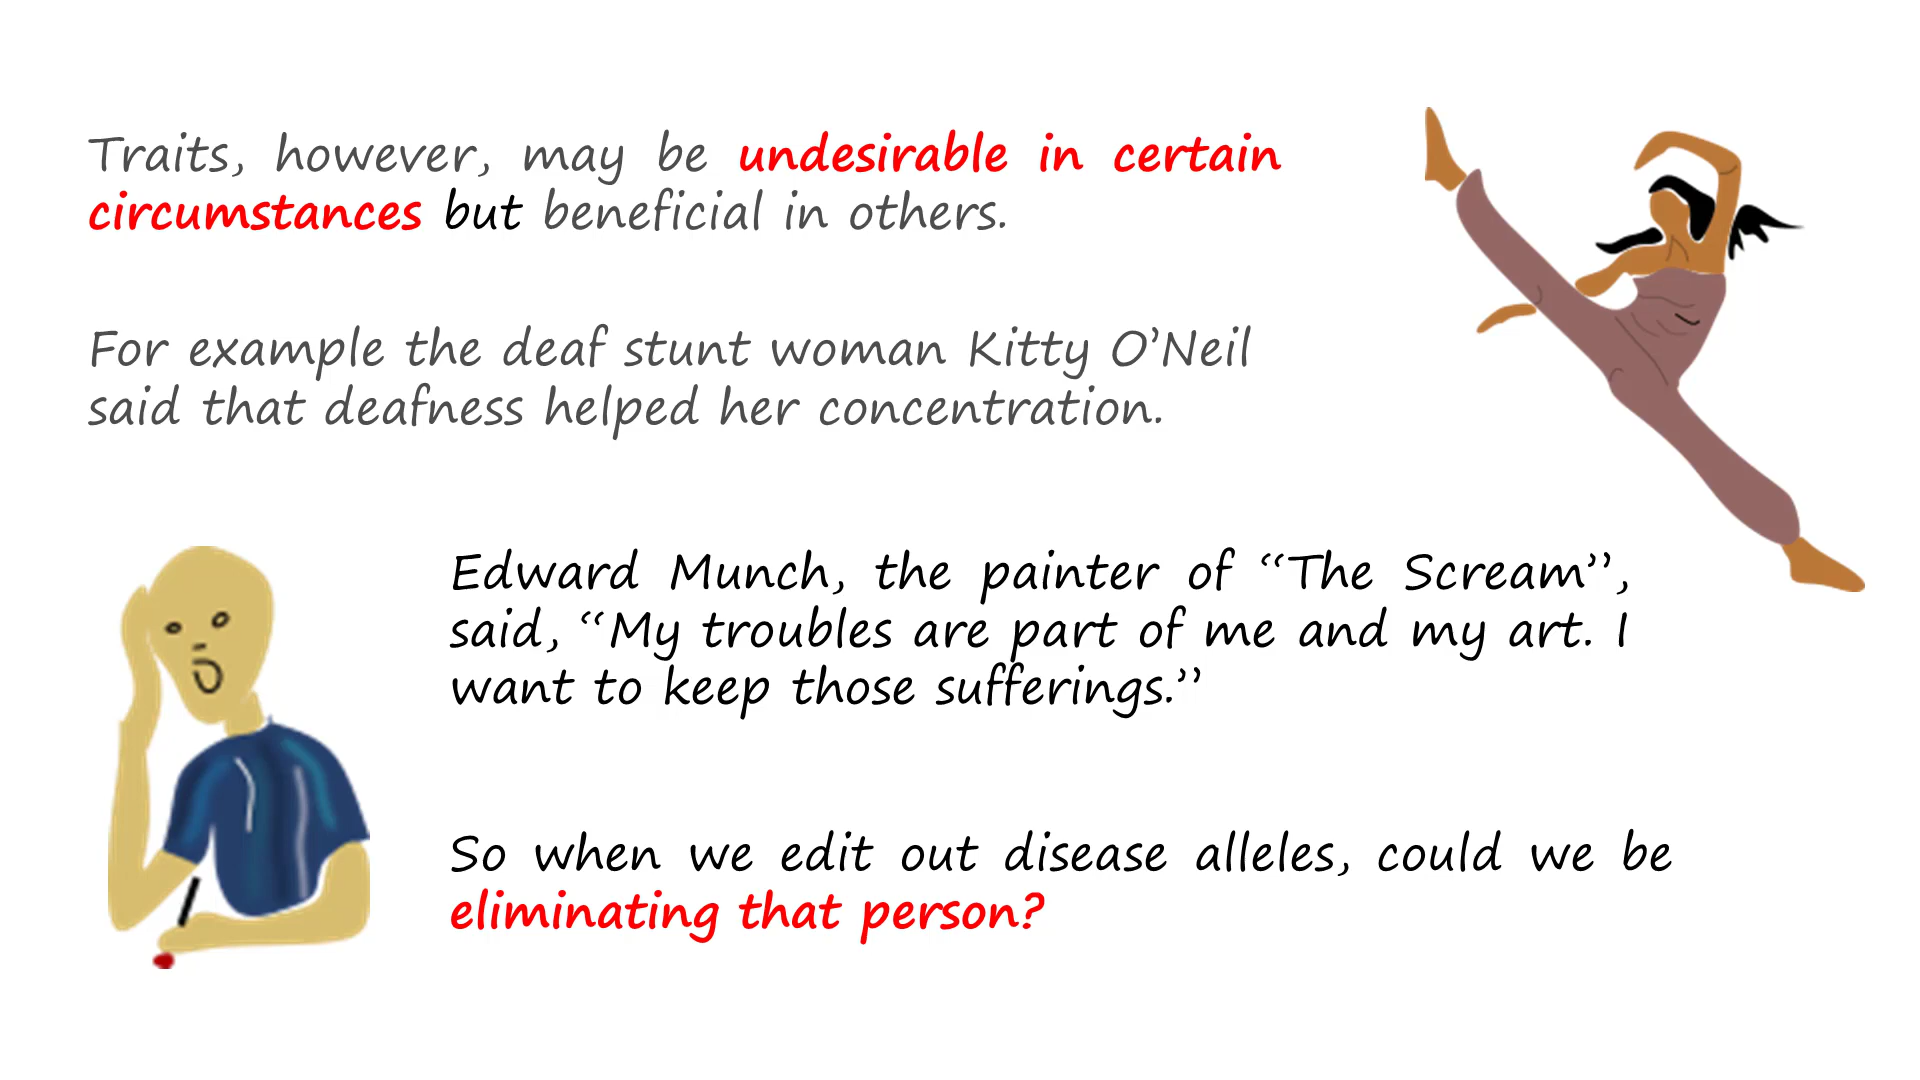 Traits, however, may be undesirable in certain
circumstances but beneficial in others.
For example the deaf stunt woman Kitty O’Neil
said that deafness helped her concentration.
Edward Munch, the painter of “The Scream”,
said, “My troubles are part of me and my art. I
want to keep those sufferings.”
So when we edit out disease alleles, could we be
eliminating that person?